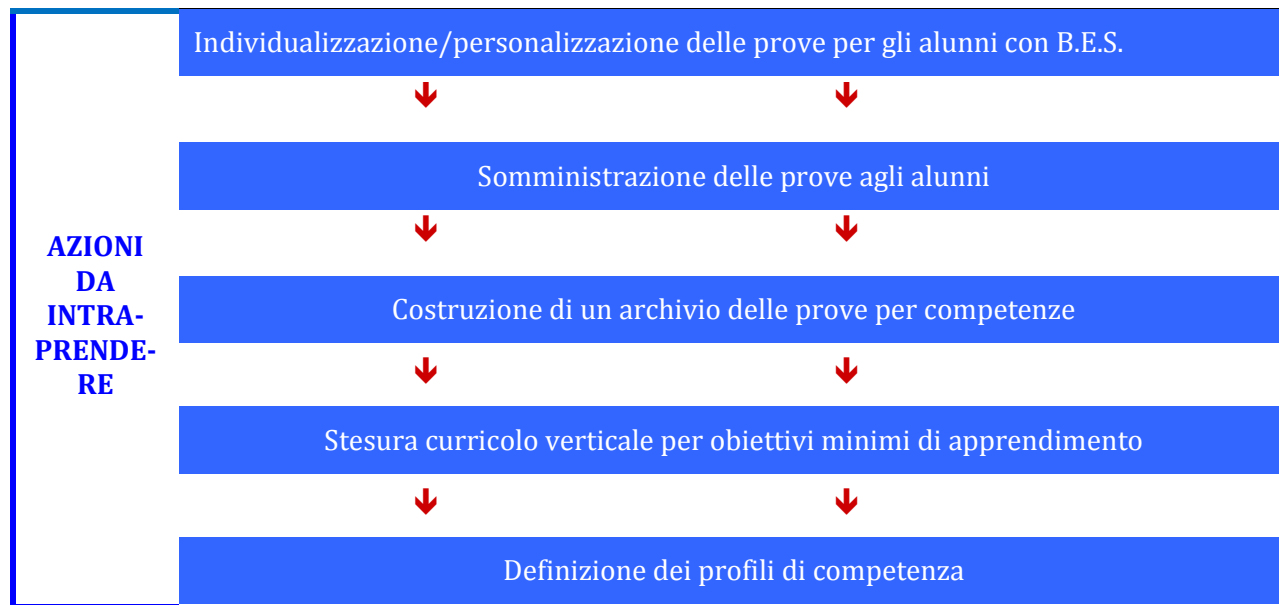 Individualizzazione/personalizzazione delle prove per gli alunni con B.E.S.
Somministrazione delle prove agli alunni
AZIONI
DA
INTRA-
PRENDE-
RE
Costruzione di un archivio delle prove per competenze
Stesura curricolo verticale per obiettivi minimi di apprendimento
Definizione dei profili di competenza